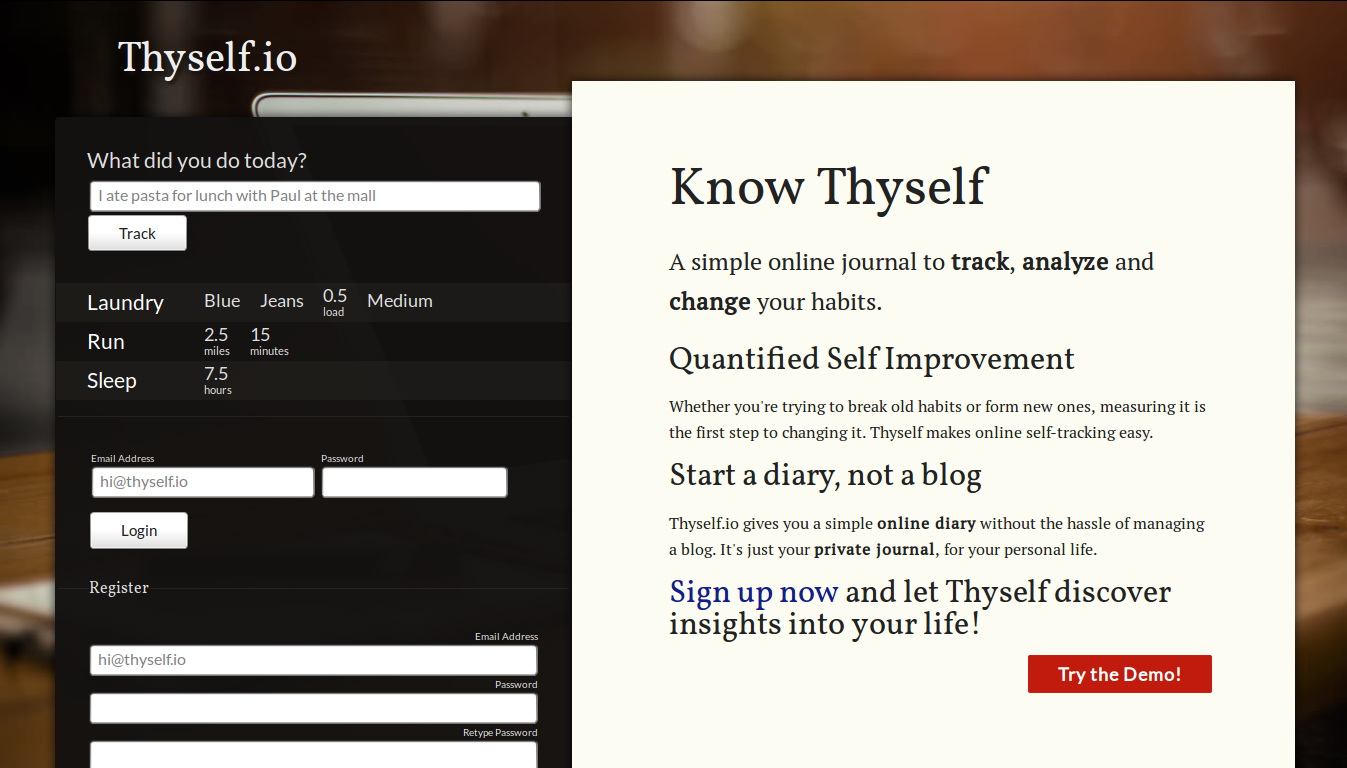 Thyself.io
What did you do today?
I ate pasta for lunch with Paul at the mall
Track
Laundry Blue Jeans 0.5 load Medium
Run 2.5 miles 15 minutes
Sleep 7.5 hours
Email Address Password
hi@thyself.io
Login
Register
Email Address
hi@thyself.io
Password
Retype Password
Know Thyself
A simple online journal to track, analyze and
change your habits.
Quantified Self Improvement
Whether you're trying to break old habits or form new ones, measuring it is
the first step to changing it. Thyself makes online self-tracking easy.
Start a diary, not a blog
Thyself.io gives you a simple online diary without the hassle of managing
a blog. It's just your private journal, for your personal life.
Sign up now and let Thyself discover
insights into your life!
Try the Demo!